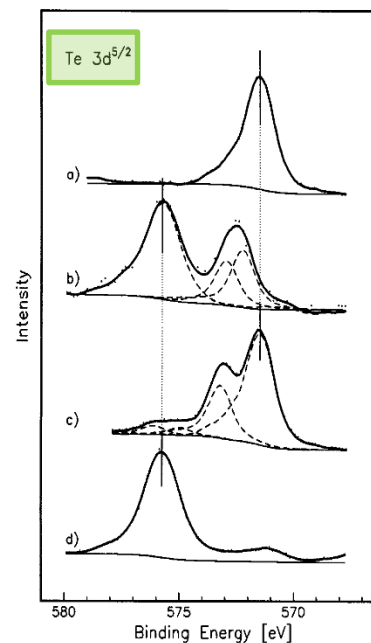 Te 3d5/2
a)
b)
c)
d)
Intensity
580 575 570
Binding Energy [eV]